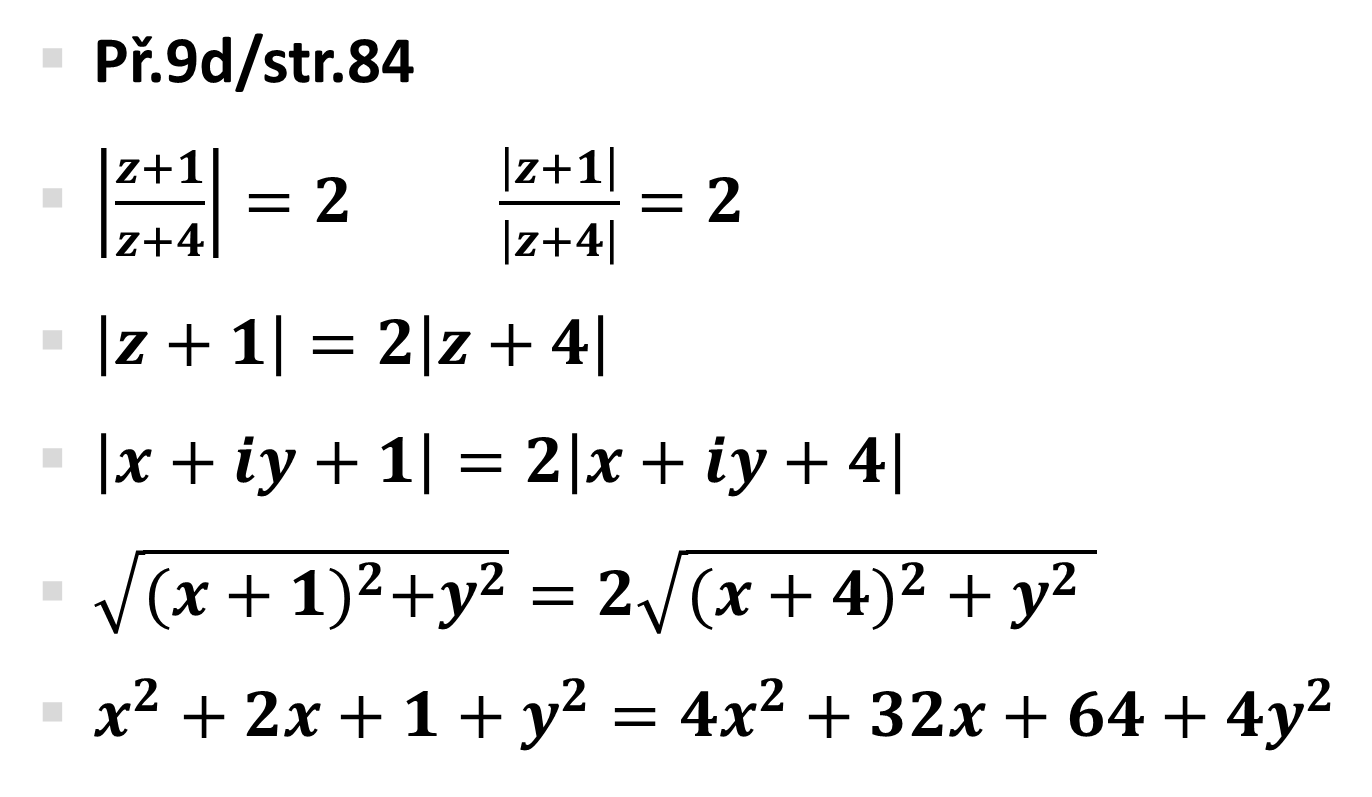 ▪ Př.9d/str.84
▪ |(z+1)/(z+4)| = 2   |z+1|/|z+4| = 2
▪ |z + 1| = 2|z + 4|
▪ |x + iy + 1| = 2|x + iy + 4|
▪ √((x + 1)²+y²) = 2√((x + 4)² + y²)
▪ x² + 2x + 1 + y² = 4x² + 32x + 64 + 4y²